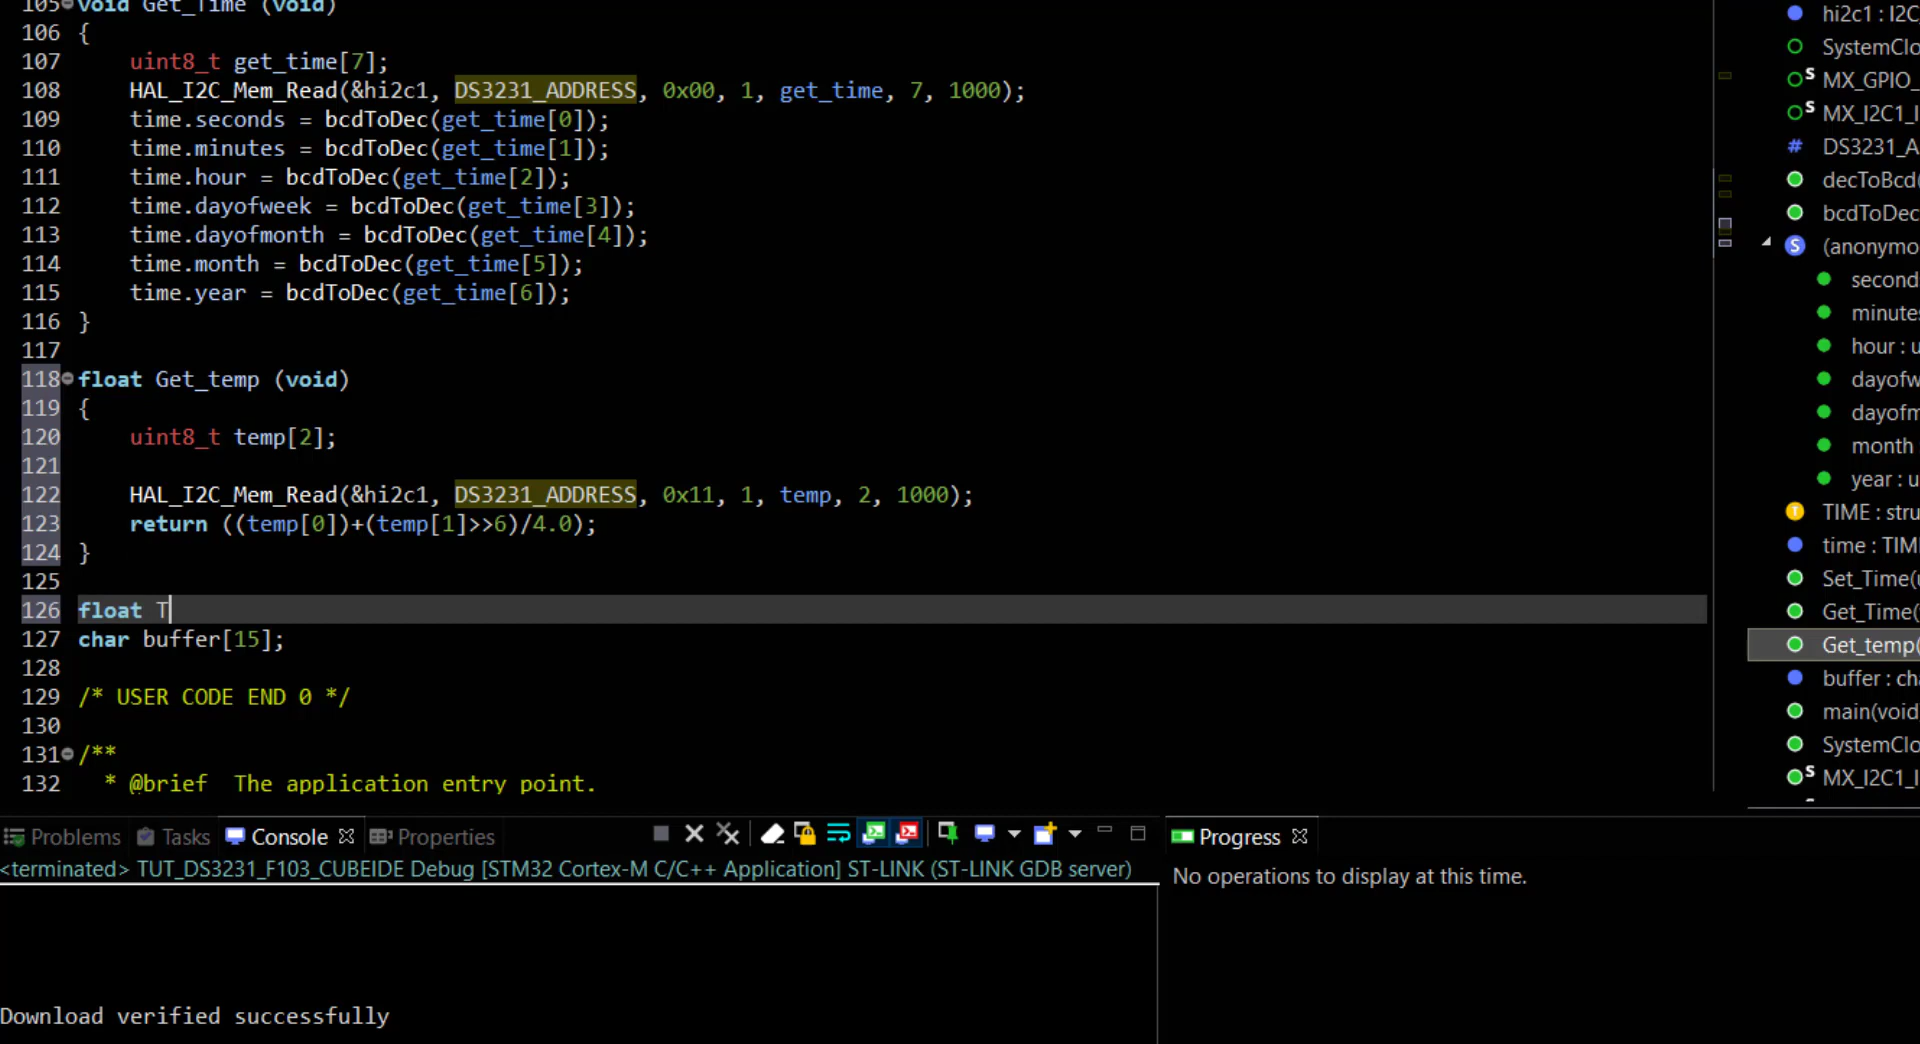 105 void Get_Time (void)
106 {
107 uint8_t get_time[7];
108 HAL_I2C_Mem_Read(&hi2c1, DS3231_ADDRESS, 0x00, 1, get_time, 7, 1000);
109 time.seconds = bcdToDec(get_time[0]);
110 time.minutes = bcdToDec(get_time[1]);
111 time.hour = bcdToDec(get_time[2]);
112 time.dayofweek = bcdToDec(get_time[3]);
113 time.dayofmonth = bcdToDec(get_time[4]);
114 time.month = bcdToDec(get_time[5]);
115 time.year = bcdToDec(get_time[6]);
116 }
117
118 float Get_temp (void)
119 {
120 uint8_t temp[2];
121
122 HAL_I2C_Mem_Read(&hi2c1, DS3231_ADDRESS, 0x11, 1, temp, 2, 1000);
123 return ((temp[0])+(temp[1]>>6)/4.0);
124 }
125
126 float T
127 char buffer[15];
128
129 /* USER CODE END 0 */
130
131 /**
132 * @brief The application entry point.
hi2c1 : I2C
SystemClo
S MX_GPIO_
S MX_I2C1_I
# DS3231_A
decToBcd(
bcdToDec
S (anonymo
second
minute
hour : u
dayofw
dayofm
month
year : u
T TIME : stru
time : TIM
Set_Time(
Get_Time(
Get_temp(
buffer : cha
main(void
SystemClo
S MX_I2C1_I
Problems Tasks Console Properties
<terminated> TUT_DS3231_F103_CUBEIDE Debug [STM32 Cortex-M C/C++ Application] ST-LINK (ST-LINK GDB server)
Download verified successfully
Progress
No operations to display at this time.